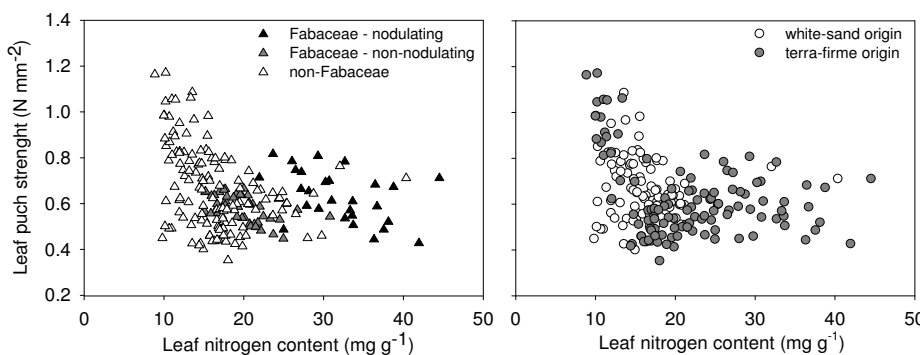 1.4
1.2
1.0
0.8
0.6
0.4
0.2
Leaf puch strenght (N mm-2)
Fabaceae - nodulating
Fabaceae - non-nodulating
non-Fabaceae
0 10 20 30 40 50
Leaf nitrogen content (mg g-1)
white-sand origin
terra-firme origin
0 10 20 30 40 50
Leaf nitrogen content (mg g-1)